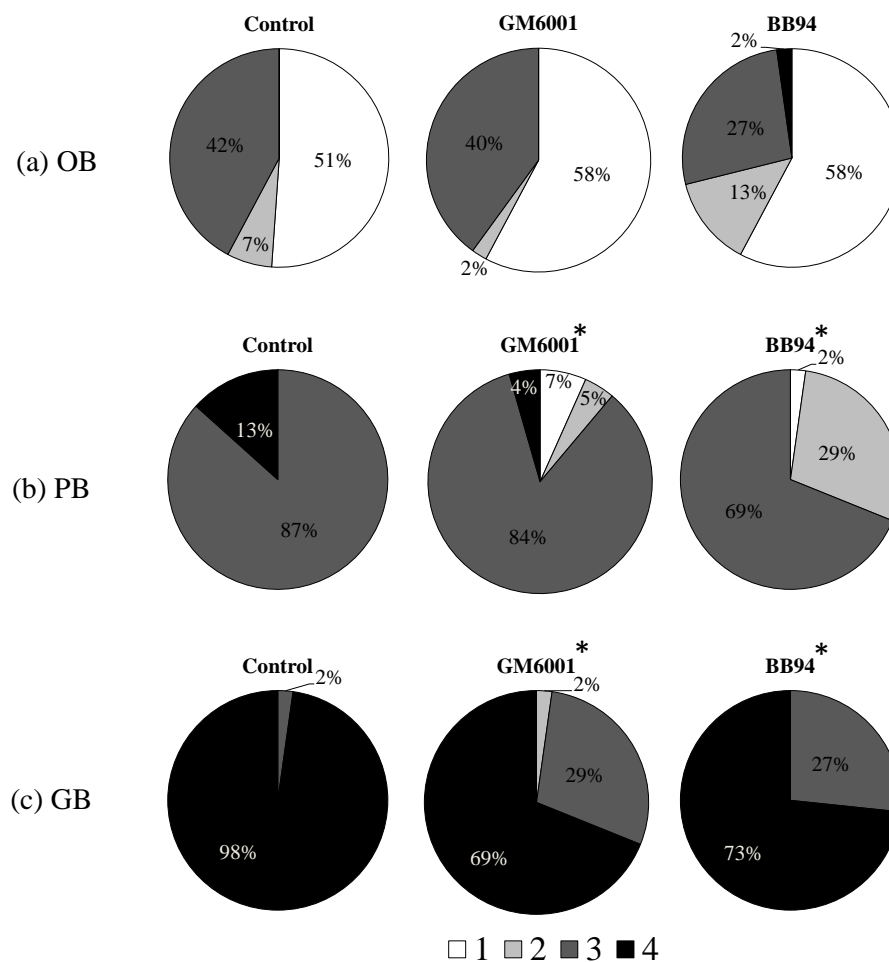 Control GM6001 BB94
2%
42% 51% 40% 58% 27% 58%
(a) OB
7% 2% 13%
Control GM6001* BB94*
2%
13% 4% 7% 5% 29%
(b) PB
87% 84% 69%
Control GM6001* BB94*
2% 2%
29% 27%
(c) GB
98% 69% 73%
1 2 3 4